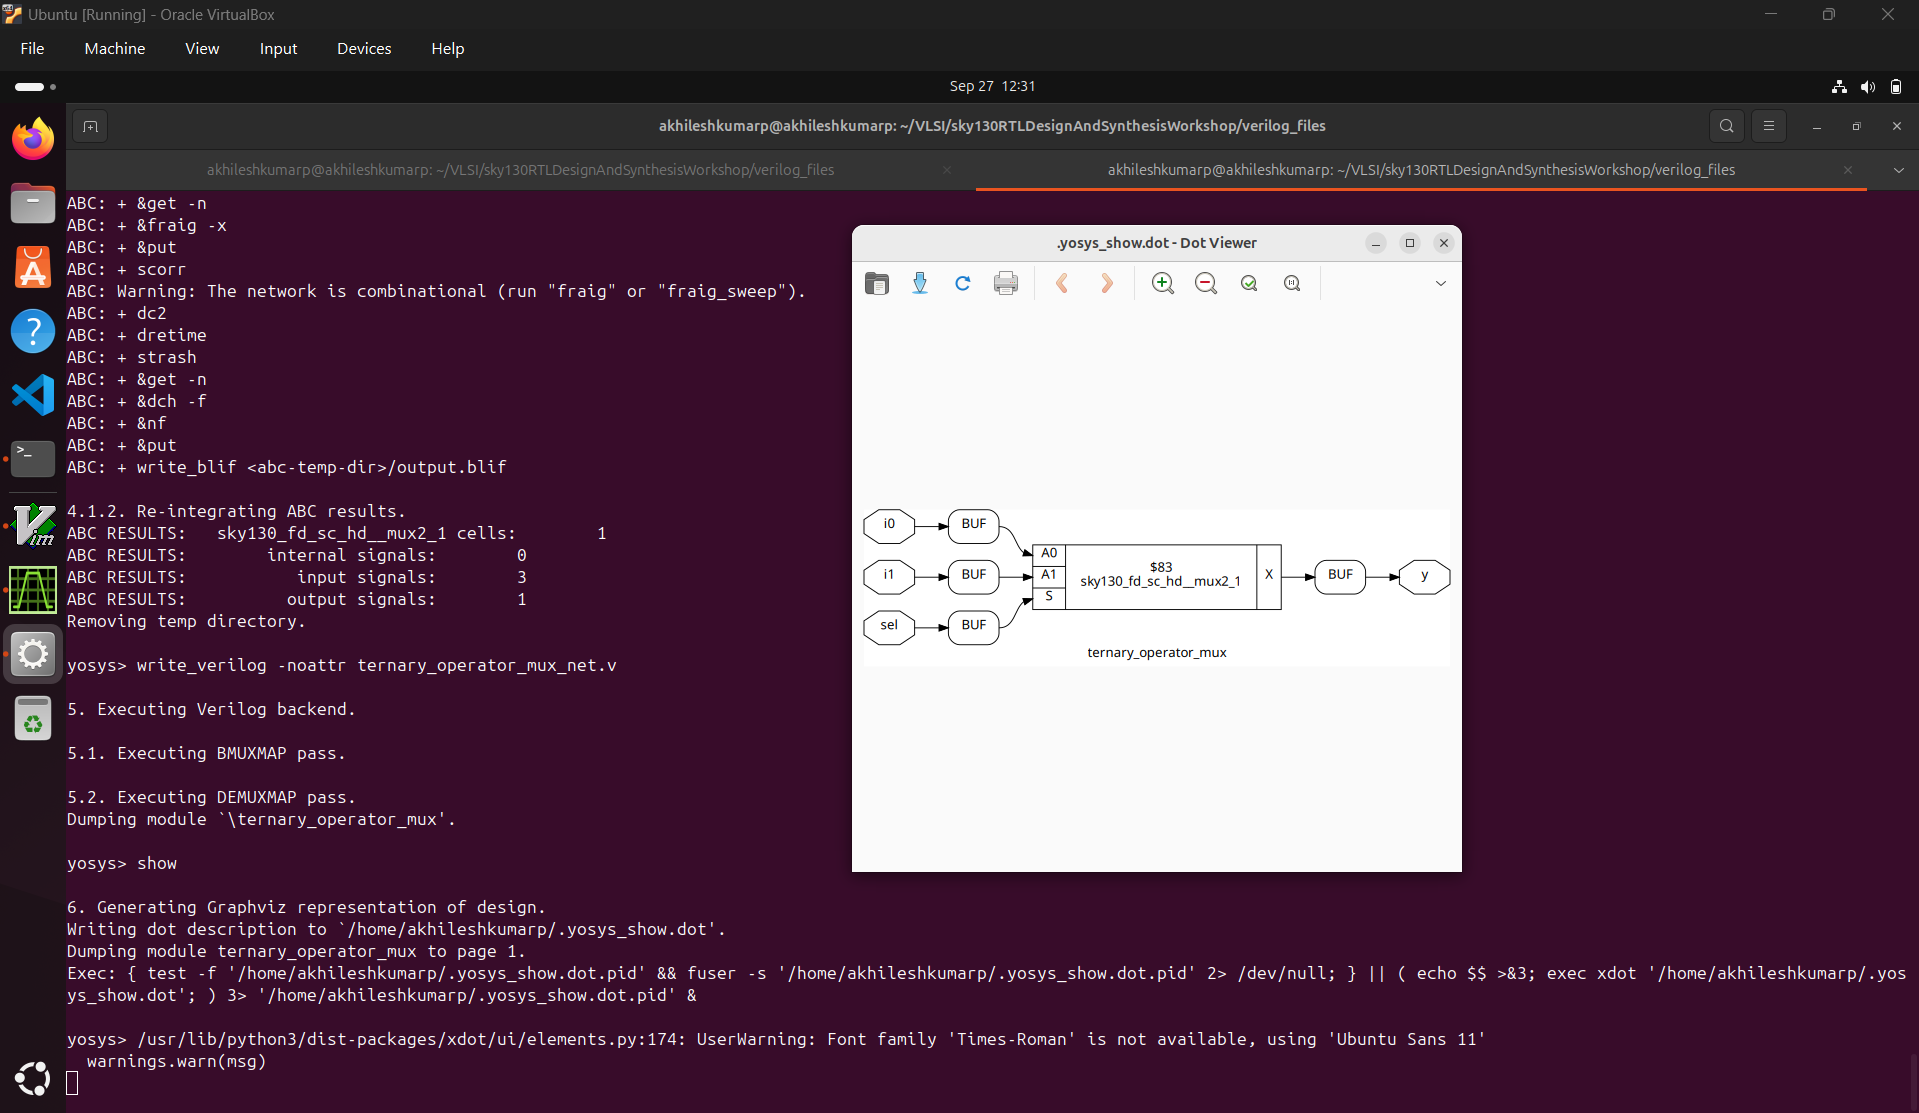 Ubuntu [Running] - Oracle VirtualBox
File Machine View Input Devices Help
Sep 27 12:31
akhileshkumarp@akhileshkumarp: ~/VLSI/sky130RTLDesignAndSynthesisWorkshop/verilog_files
akhileshkumarp@akhileshkumarp: ~/VLSI/sky130RTLDesignAndSynthesisWorkshop/verilog_files
akhileshkumarp@akhileshkumarp: ~/VLSI/sky130RTLDesignAndSynthesisWorkshop/verilog_files
ABC: + &get -n
ABC: + &fraig -x
ABC: + &put
ABC: + scorr
ABC: Warning: The network is combinational (run "fraig" or "fraig_sweep").
ABC: + dc2
ABC: + dretime
ABC: + strash
ABC: + &get -n
ABC: + &dch -f
ABC: + &nf
ABC: + &put
ABC: + write_blif <abc-temp-dir>/output.blif
4.1.2. Re-integrating ABC results.
ABC RESULTS:   sky130_fd_sc_hd__mux2_1 cells:        1
ABC RESULTS:        internal signals:        0
ABC RESULTS:           input signals:        3
ABC RESULTS:          output signals:        1
Removing temp directory.
yosys> write_verilog -noattr ternary_operator_mux_net.v
5. Executing Verilog backend.
5.1. Executing BMUXMAP pass.
5.2. Executing DEMUXMAP pass.
Dumping module `\ternary_operator_mux'.
yosys> show
6. Generating Graphviz representation of design.
Writing dot description to `/home/akhileshkumarp/.yosys_show.dot'.
Dumping module ternary_operator_mux to page 1.
Exec: { test -f '/home/akhileshkumarp/.yosys_show.dot.pid' && fuser -s '/home/akhileshkumarp/.yosys_show.dot.pid' 2> /dev/null; } || ( echo $$ >&3; exec xdot '/home/akhileshkumarp/.yos
ys_show.dot'; ) 3> '/home/akhileshkumarp/.yosys_show.dot.pid' &
yosys> /usr/lib/python3/dist-packages/xdot/ui/elements.py:174: UserWarning: Font family 'Times-Roman' is not available, using 'Ubuntu Sans 11'
  warnings.warn(msg)
.yosys_show.dot - Dot Viewer
i0 BUF
A0
i1 BUF A1 $83 X BUF y
sky130_fd_sc_hd__mux2_1
S
sel BUF
ternary_operator_mux